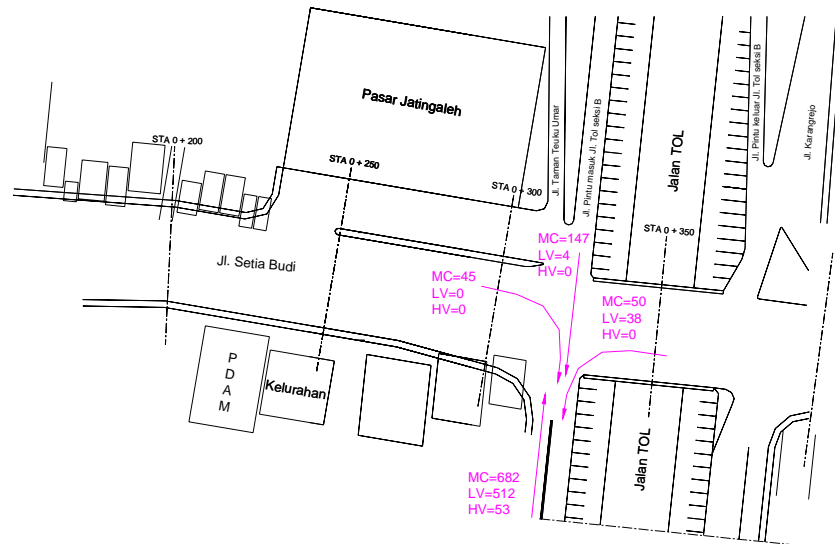 Pasar Jatingaleh
STA 0 + 200
STA 0 + 250
STA 0 + 300
Jl. Taman Teuku Umar
Jl. Pintu masuk Jl. Tol seksi B
Jalan TOL
Jl. Pintu keluar Jl. Tol seksi B
Jl. Karangrejo
STA 0 + 350
Jl. Setia Budi
MC=147
LV=4
HV=0
MC=45
LV=0
HV=0
MC=50
LV=38
HV=0
P
D
A
M
Kelurahan
Jalan TOL
MC=682
LV=512
HV=53